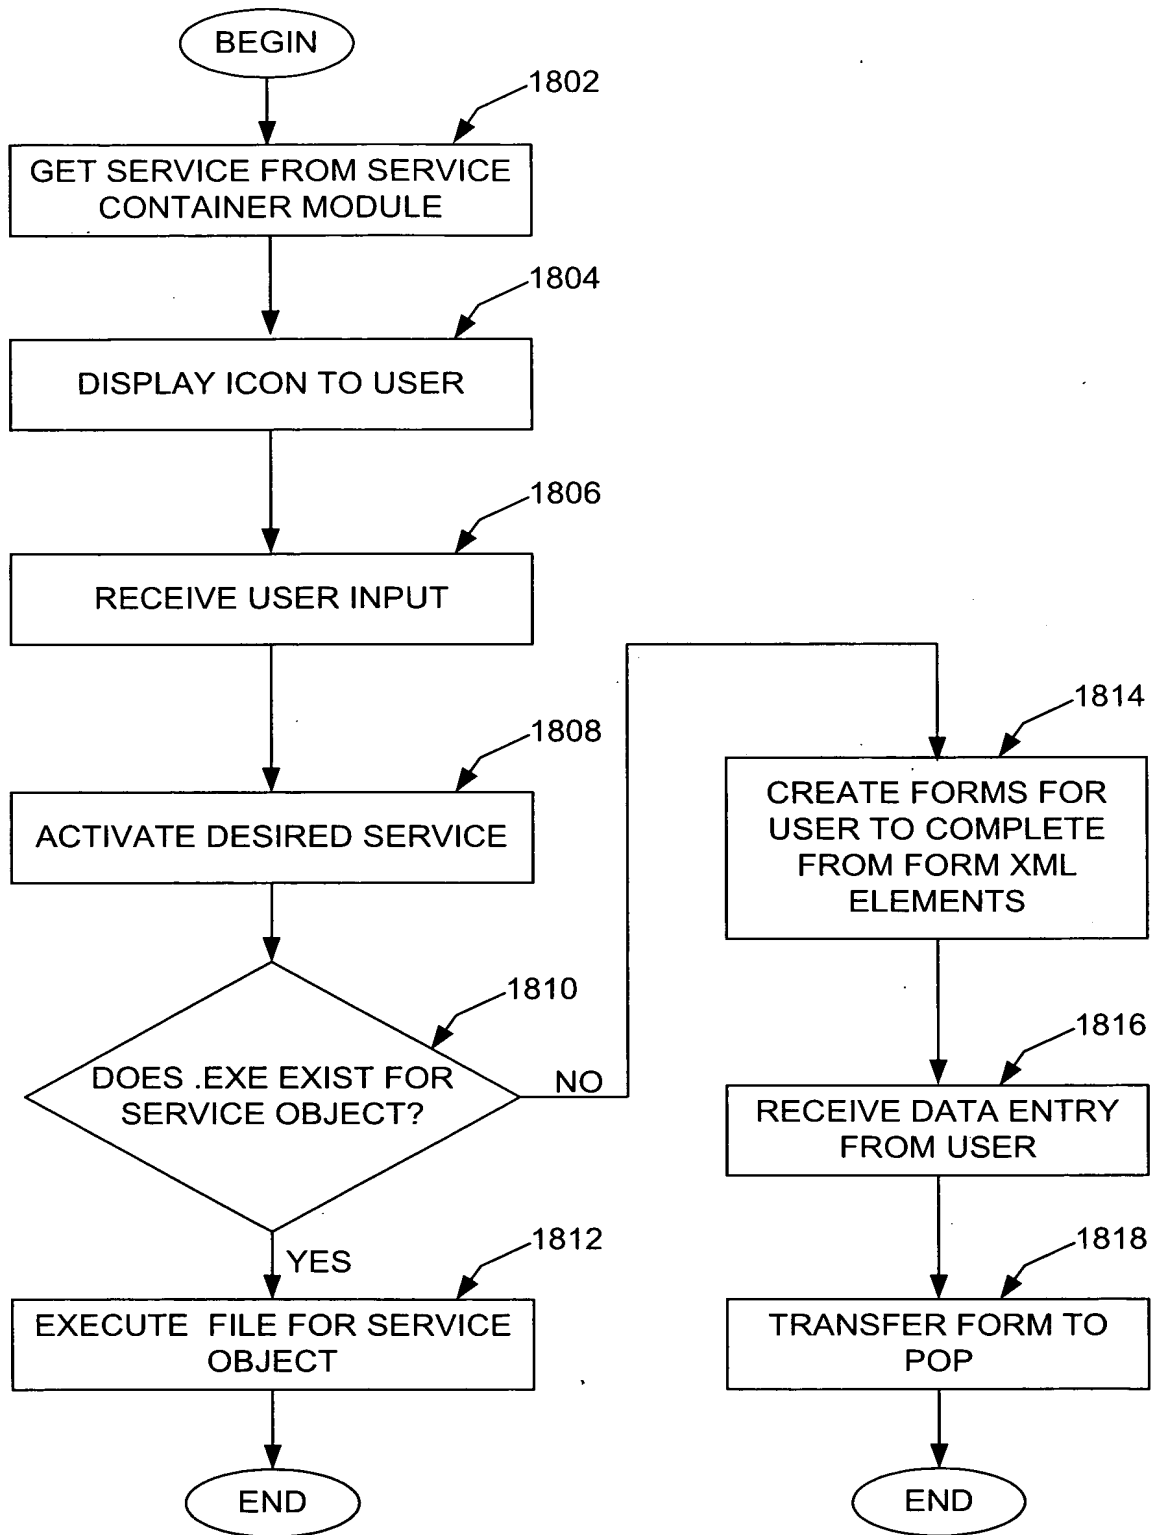 BEGIN
1802
GET SERVICE FROM SERVICE
CONTAINER MODULE
1804
DISPLAY ICON TO USER
1806
RECEIVE USER INPUT
1808
ACTIVATE DESIRED SERVICE
1810
DOES .EXE EXIST FOR
SERVICE OBJECT?
NO
YES
1812
EXECUTE FILE FOR SERVICE
OBJECT
END
1814
CREATE FORMS FOR
USER TO COMPLETE
FROM FORM XML
ELEMENTS
1816
RECEIVE DATA ENTRY
FROM USER
1818
TRANSFER FORM TO
POP
END